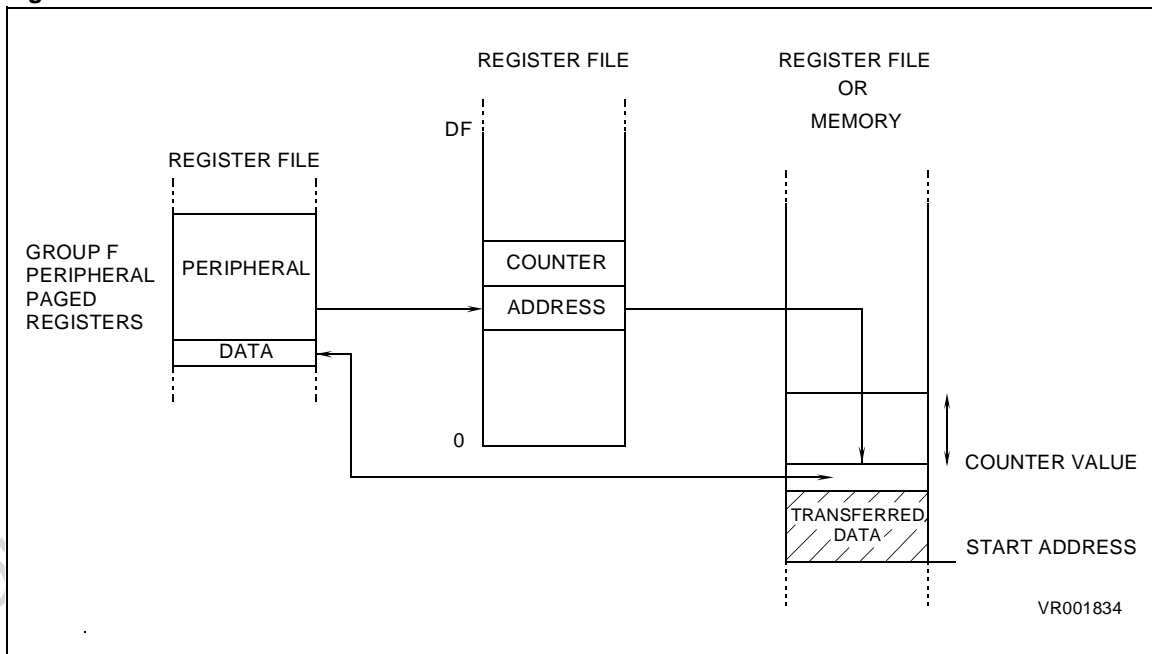 REGISTER FILE
REGISTER FILE
OR
MEMORY
DF
REGISTER FILE
GROUP F
PERIPHERAL
PAGED
REGISTERS
PERIPHERAL
COUNTER
ADDRESS
DATA
0
COUNTER VALUE
TRANSFERRED
DATA
START ADDRESS
VR001834